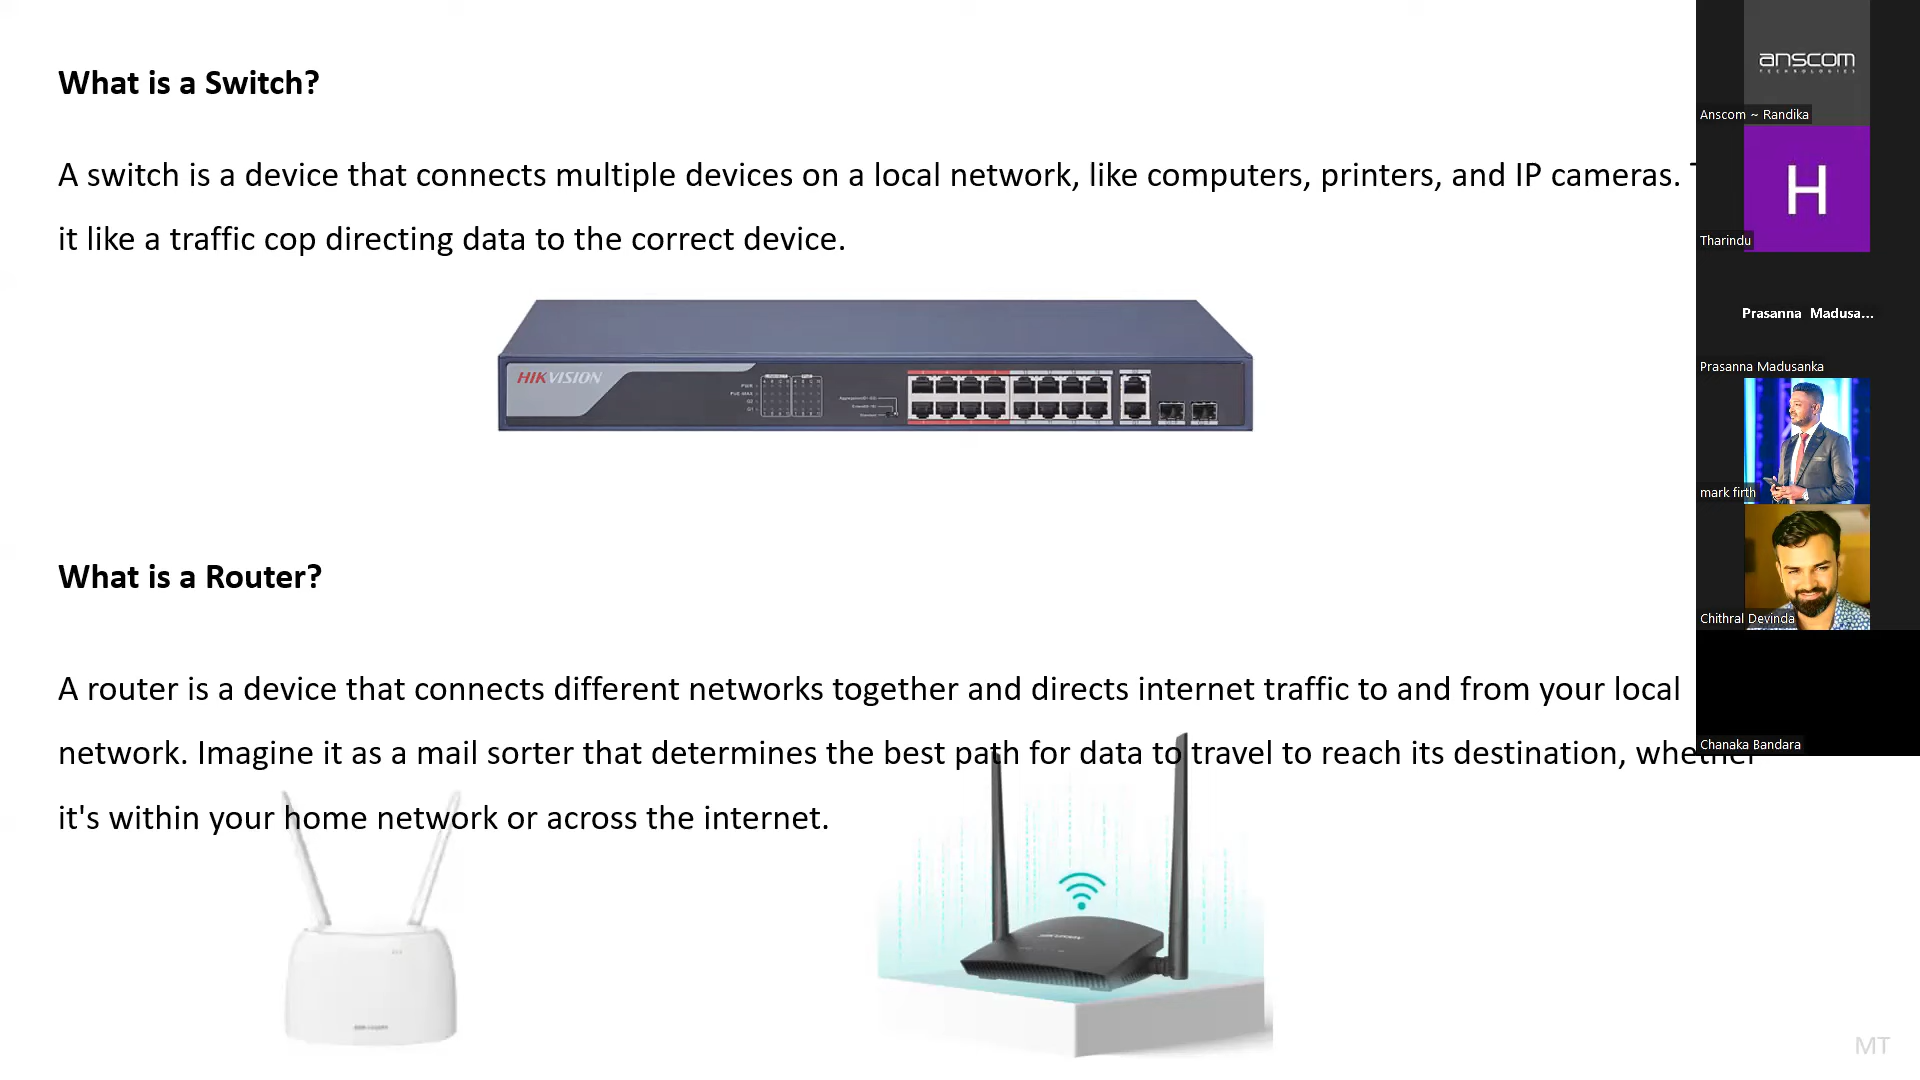 What is a Switch?
A switch is a device that connects multiple devices on a local network, like computers, printers, and IP cameras.
it like a traffic cop directing data to the correct device.
HIKVISION
What is a Router?
A router is a device that connects different networks together and directs internet traffic to and from your local
network. Imagine it as a mail sorter that determines the best path for data to travel to reach its destination, whether
it's within your home network or across the internet.
MT
anscom
TECHNOLOGIES
Anscom ~ Randika
H
Tharindu
Prasanna Madusa...
Prasanna Madusanka
mark firth
Chithral Devinda
Chanaka Bandara